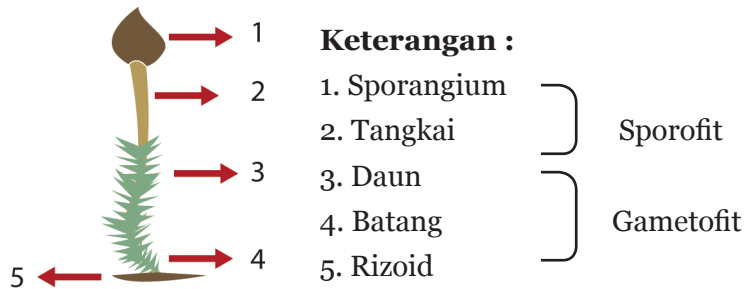 1
2
3
4
5
Keterangan :
1. Sporangium
2. Tangkai
3. Daun
4. Batang
5. Rizoid
Sporofit
Gametofit